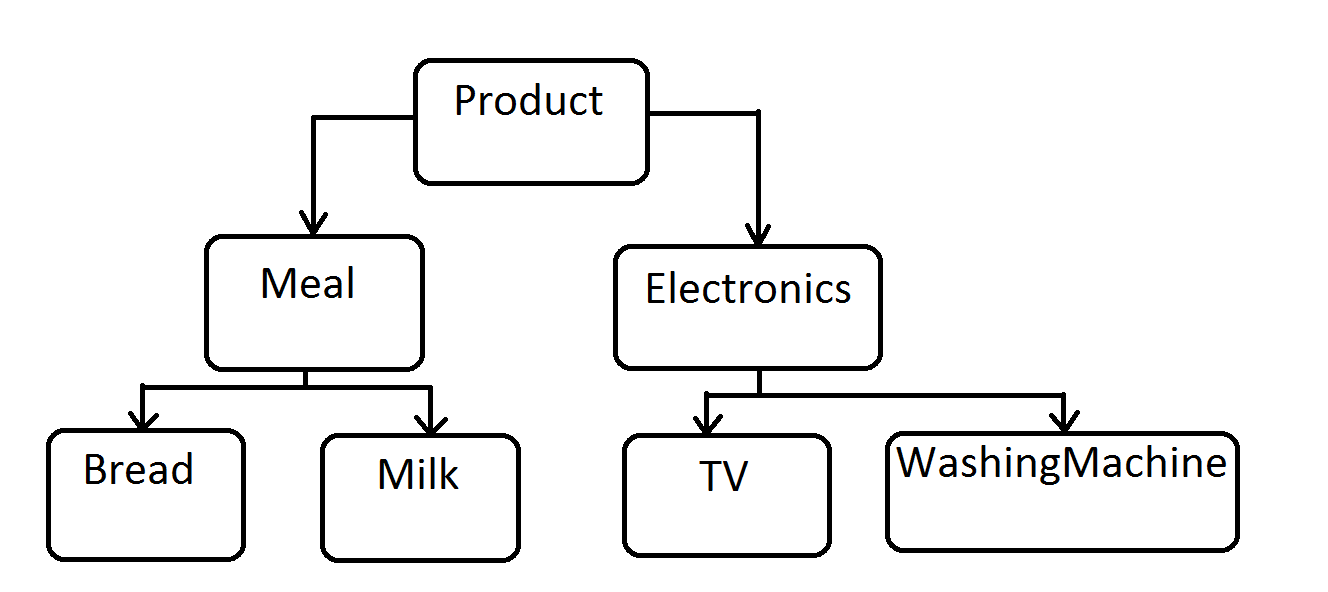 Product
Meal
Electronics
Bread
Milk
TV
WashingMachine